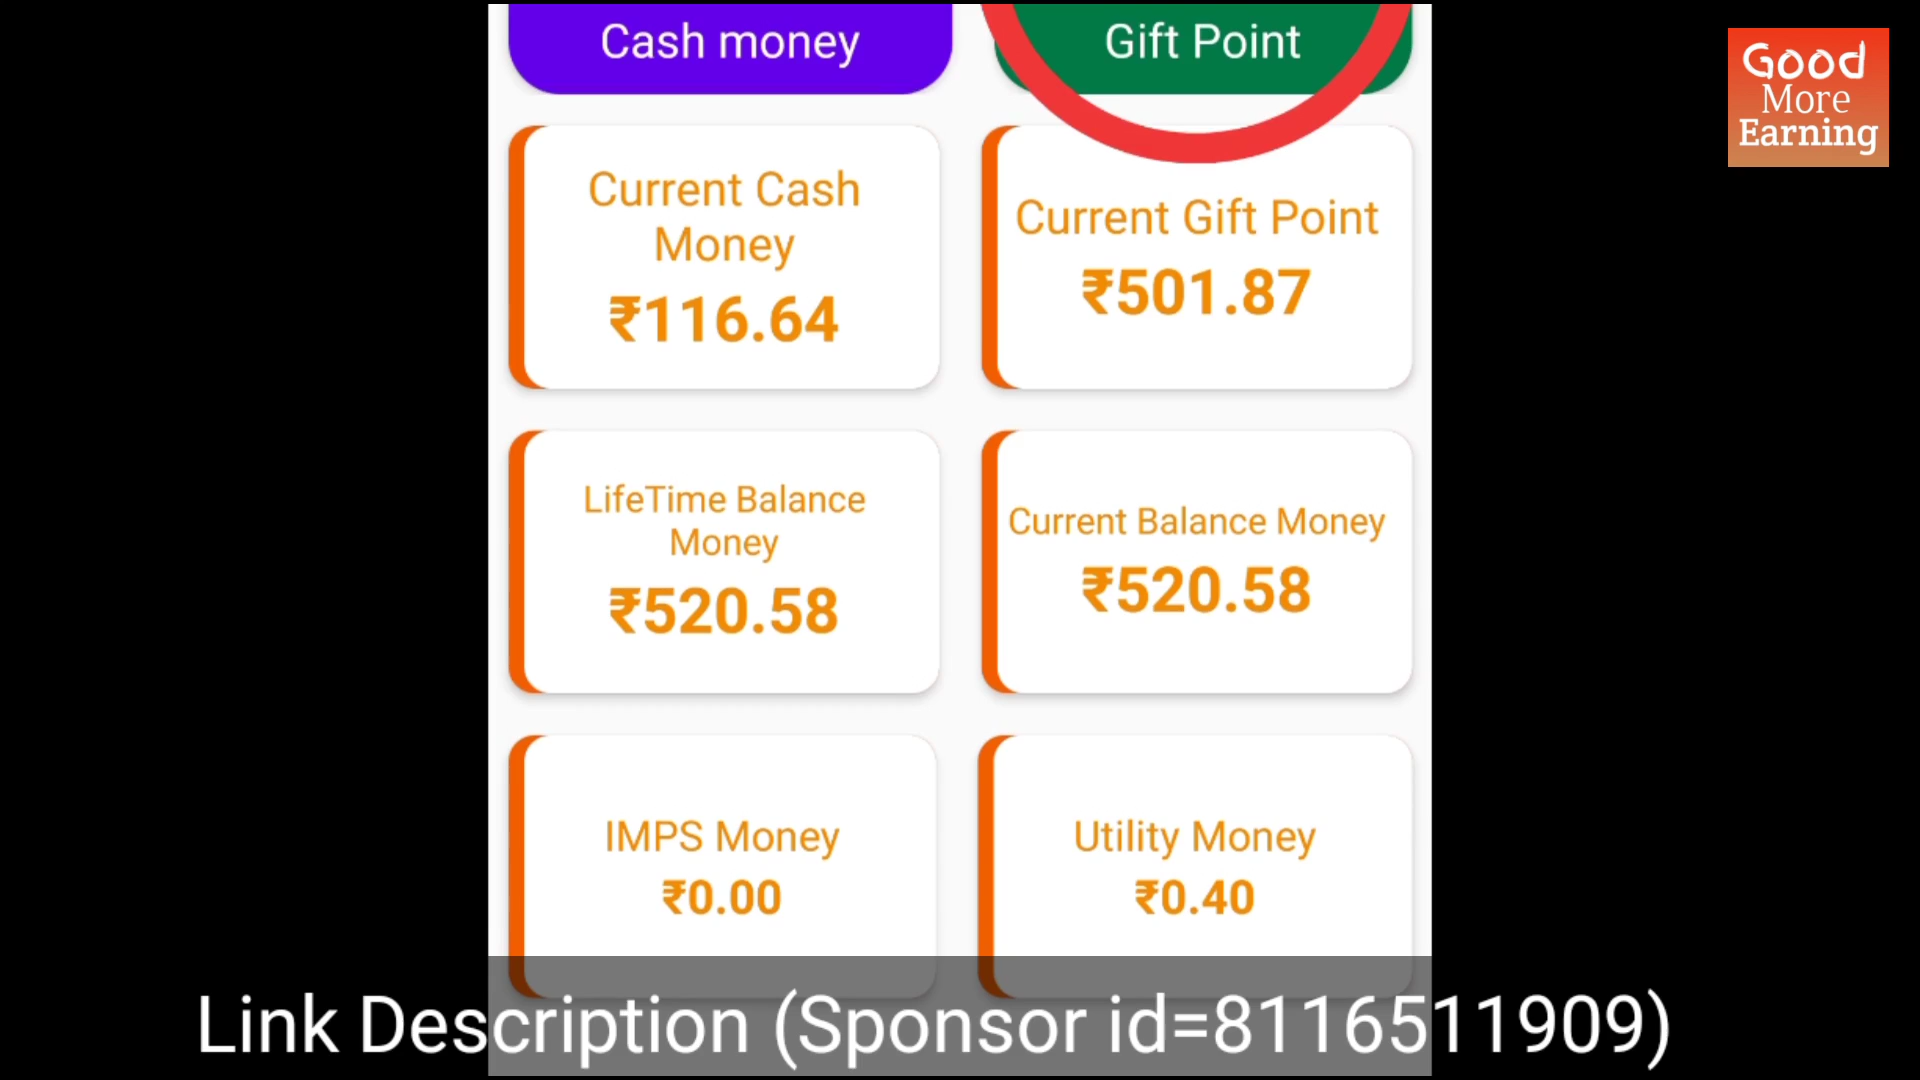 Cash money
Gift Point
Good
More
Earning
Current Cash
Money
₹116.64
Current Gift Point
₹501.87
LifeTime Balance
Money
₹520.58
Current Balance Money
₹520.58
IMPS Money
₹0.00
Utility Money
₹0.40
Link Description (Sponsor id=8116511909)